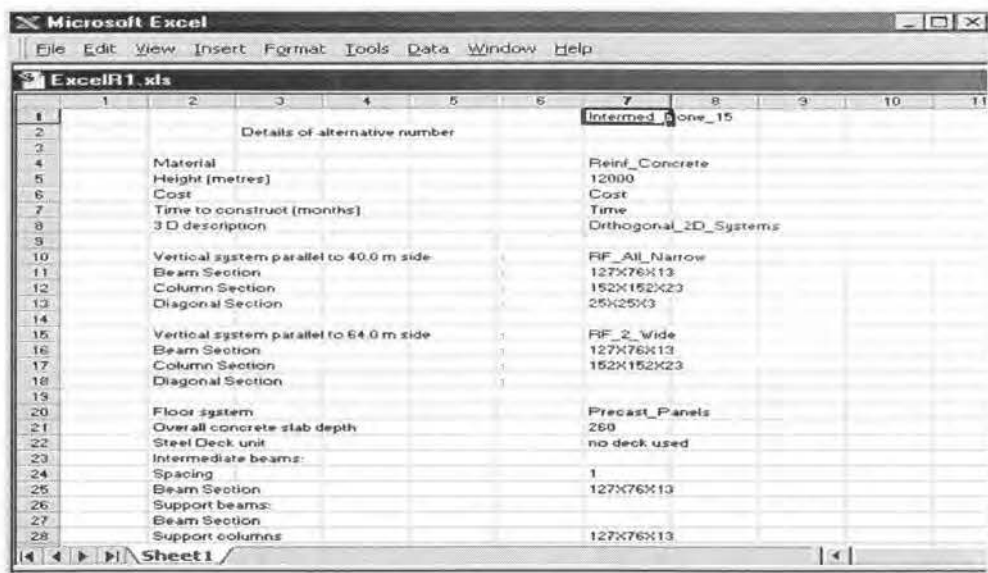 Microsoft Excel
File Edit View Insert Format Tools Data Window Help
ExcelR1.xls
1 2 3 4 5 6 7 8 9 10 11
1 Intermed_ one_15
2 Details of alternative number
3
4 Material Reinf_Concrete
5 Height (metres) 12000
6 Cost Cost
7 Time to construct (months) Time
8 3 D description Orthogonal_2D_Systems
9
10 Vertical system parallel to 40.0 m side : RF_All_Narrow
11 Beam Section : 127X76X13
12 Column Section : 152X152X23
13 Diagonal Section : 25X25X3
14
15 Vertical system parallel to 64.0 m side : RF_2_Wide
16 Beam Section : 127X76X13
17 Column Section : 152X152X23
18 Diagonal Section :
19
20 Floor system Precast_Panels
21 Overall concrete slab depth 260
22 Steel Deck unit no deck used
23 Intermediate beams:
24 Spacing 1
25 Beam Section 127X76X13
26 Support beams:
27 Beam Section
28 Support columns 127X76X13
Sheet1